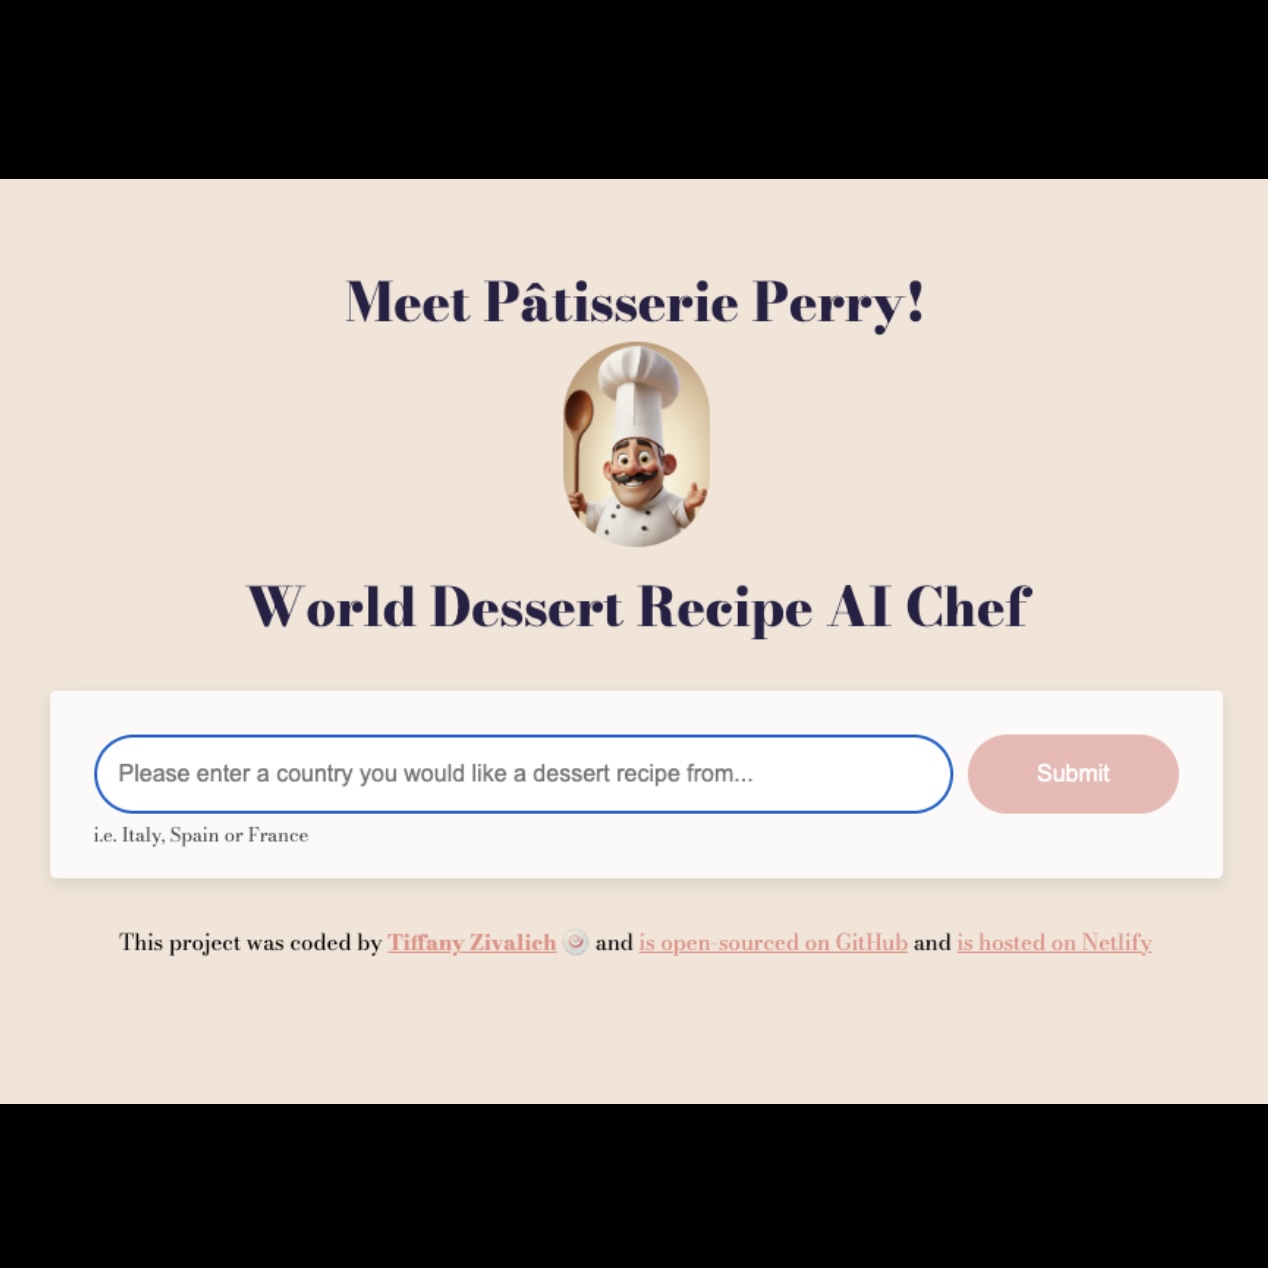 Meet Pâtisserie Perry!
World Dessert Recipe AI Chef
Please enter a country you would like a dessert recipe from...
Submit
i.e. Italy, Spain or France
This project was coded by Tiffany Zivalich 🍥 and is open-sourced on GitHub and is hosted on Netlify